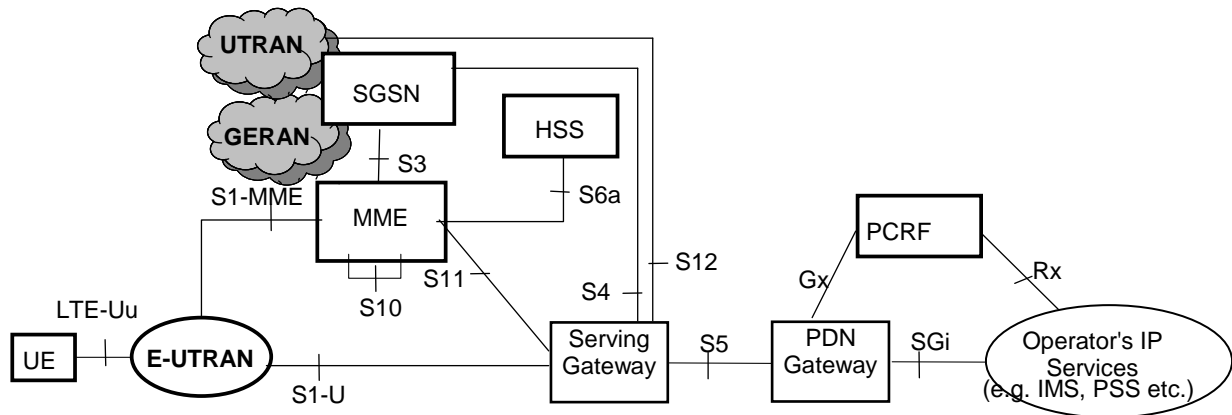 UTRAN
SGSN
GERAN
HSS
S3
S1-MME
S6a
MME
PCRF
S12
S11
Gx
Rx
S4
S10
LTE-Uu
UE
E-UTRAN
S1-U
Serving
Gateway
S5
PDN
Gateway
SGi
Operator's IP
Services
(e.g. IMS, PSS etc.)